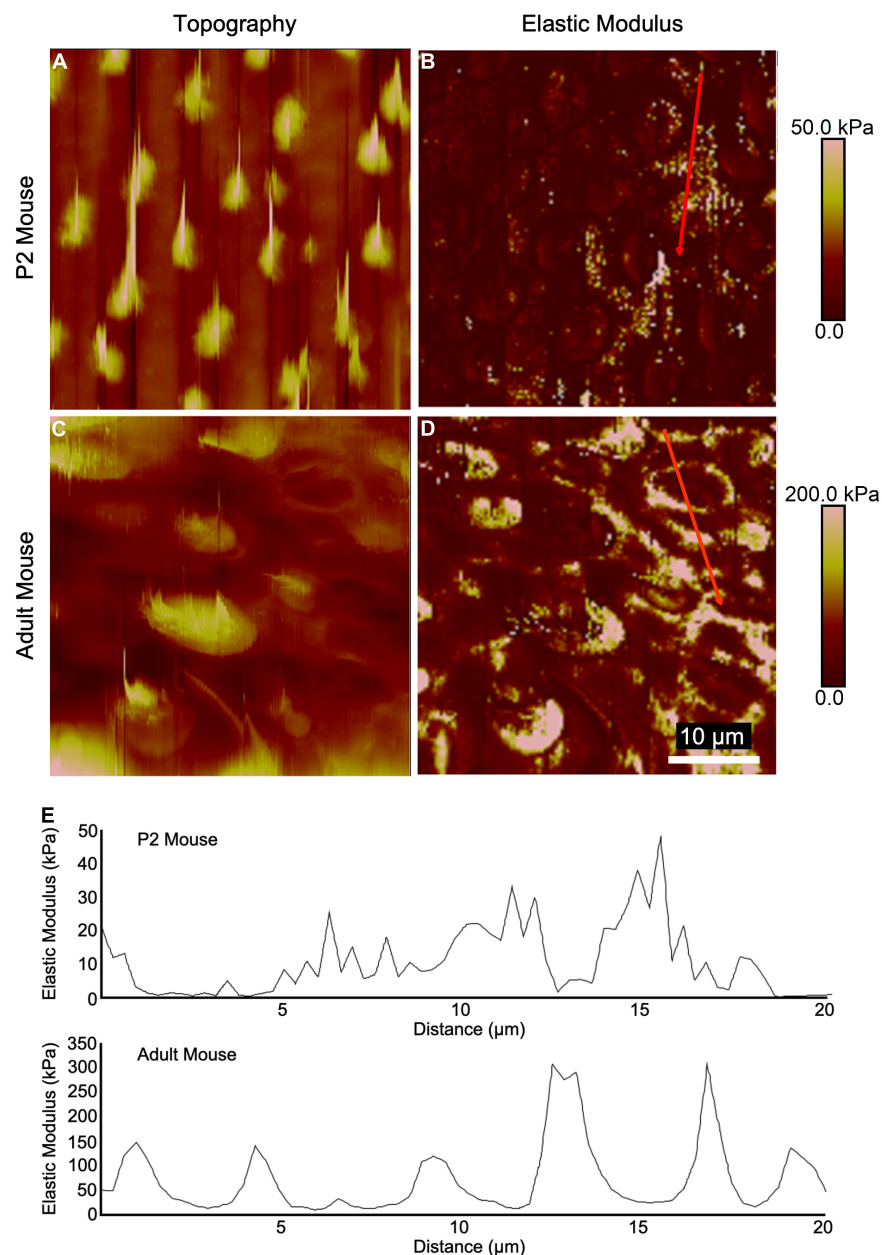 Topography
Elastic Modulus
P2 Mouse
A
B
50.0 kPa
0.0
Adult Mouse
C
D
200.0 kPa
0.0
10 µm
E
Elastic Modulus (kPa)
50
40
30
20
10
0
P2 Mouse
5
10
15
20
Distance (µm)
Elastic Modulus (kPa)
350
300
250
200
150
100
50
0
Adult Mouse
5
10
15
20
Distance (µm)